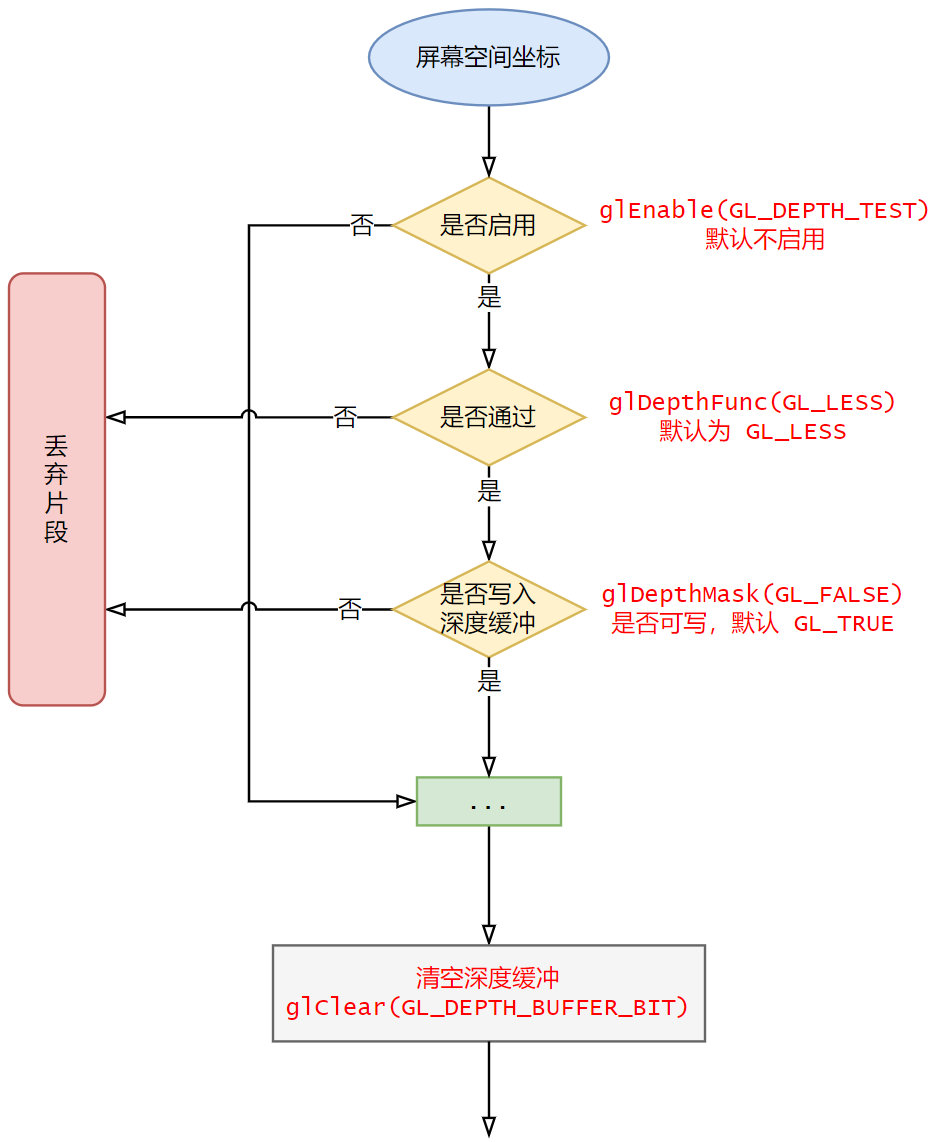 屏幕空间坐标
否
是否启用
glEnable(GL_DEPTH_TEST)
默认不启用
是
否
是否通过
glDepthFunc(GL_LESS)
默认为 GL_LESS
丢
弃
片
段
是
否
是否写入
深度缓冲
glDepthMask(GL_FALSE)
是否可写，默认 GL_TRUE
是
...
清空深度缓冲
glClear(GL_DEPTH_BUFFER_BIT)